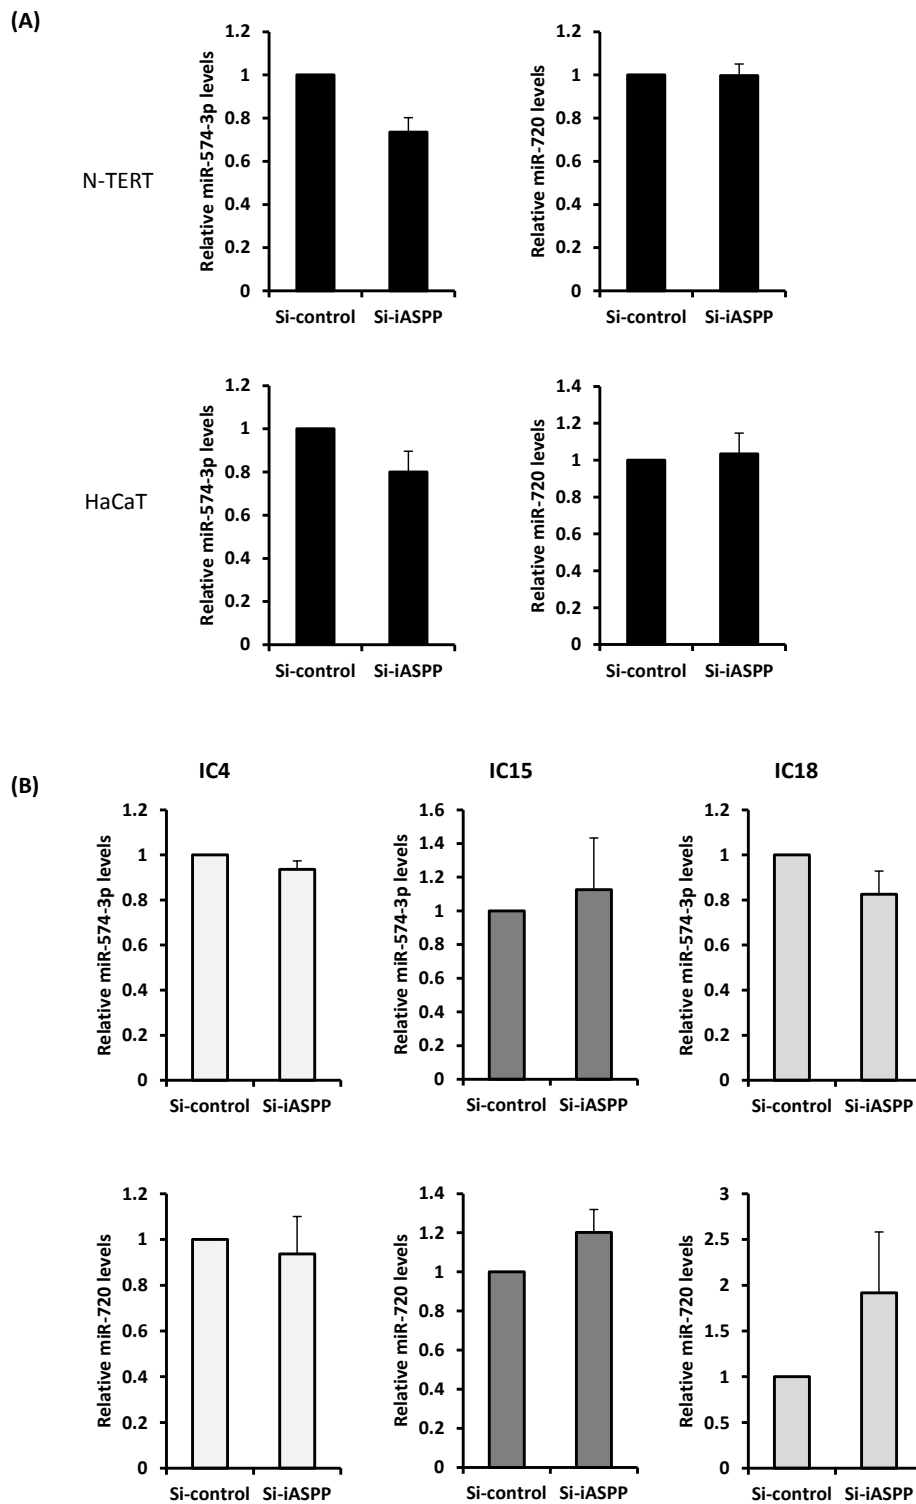 (A)
N-TERT
Relative miR-574-3p levels
1.2
1
0.8
0.6
0.4
0.2
0
Si-control Si-iASPP
Relative miR-720 levels
1.2
1
0.8
0.6
0.4
0.2
0
Si-control Si-iASPP
HaCaT
Relative miR-574-3p levels
1.2
1
0.8
0.6
0.4
0.2
0
Si-control Si-iASPP
Relative miR-720 levels
1.4
1.2
1
0.8
0.6
0.4
0.2
0
Si-control Si-iASPP
(B)
IC4
Relative miR-574-3p levels
1.2
1
0.8
0.6
0.4
0.2
0
Si-control Si-iASPP
IC15
Relative miR-574-3p levels
1.6
1.4
1.2
1
0.8
0.6
0.4
0.2
0
Si-control Si-iASPP
IC18
Relative miR-574-3p levels
1.2
1
0.8
0.6
0.4
0.2
0
Si-control Si-iASPP
Relative miR-720 levels
1.2
1
0.8
0.6
0.4
0.2
0
Si-control Si-iASPP
Relative miR-720 levels
1.4
1.2
1
0.8
0.6
0.4
0.2
0
Si-control Si-iASPP
Relative miR-720 levels
3
2.5
2
1.5
1
0.5
0
Si-control Si-iASPP